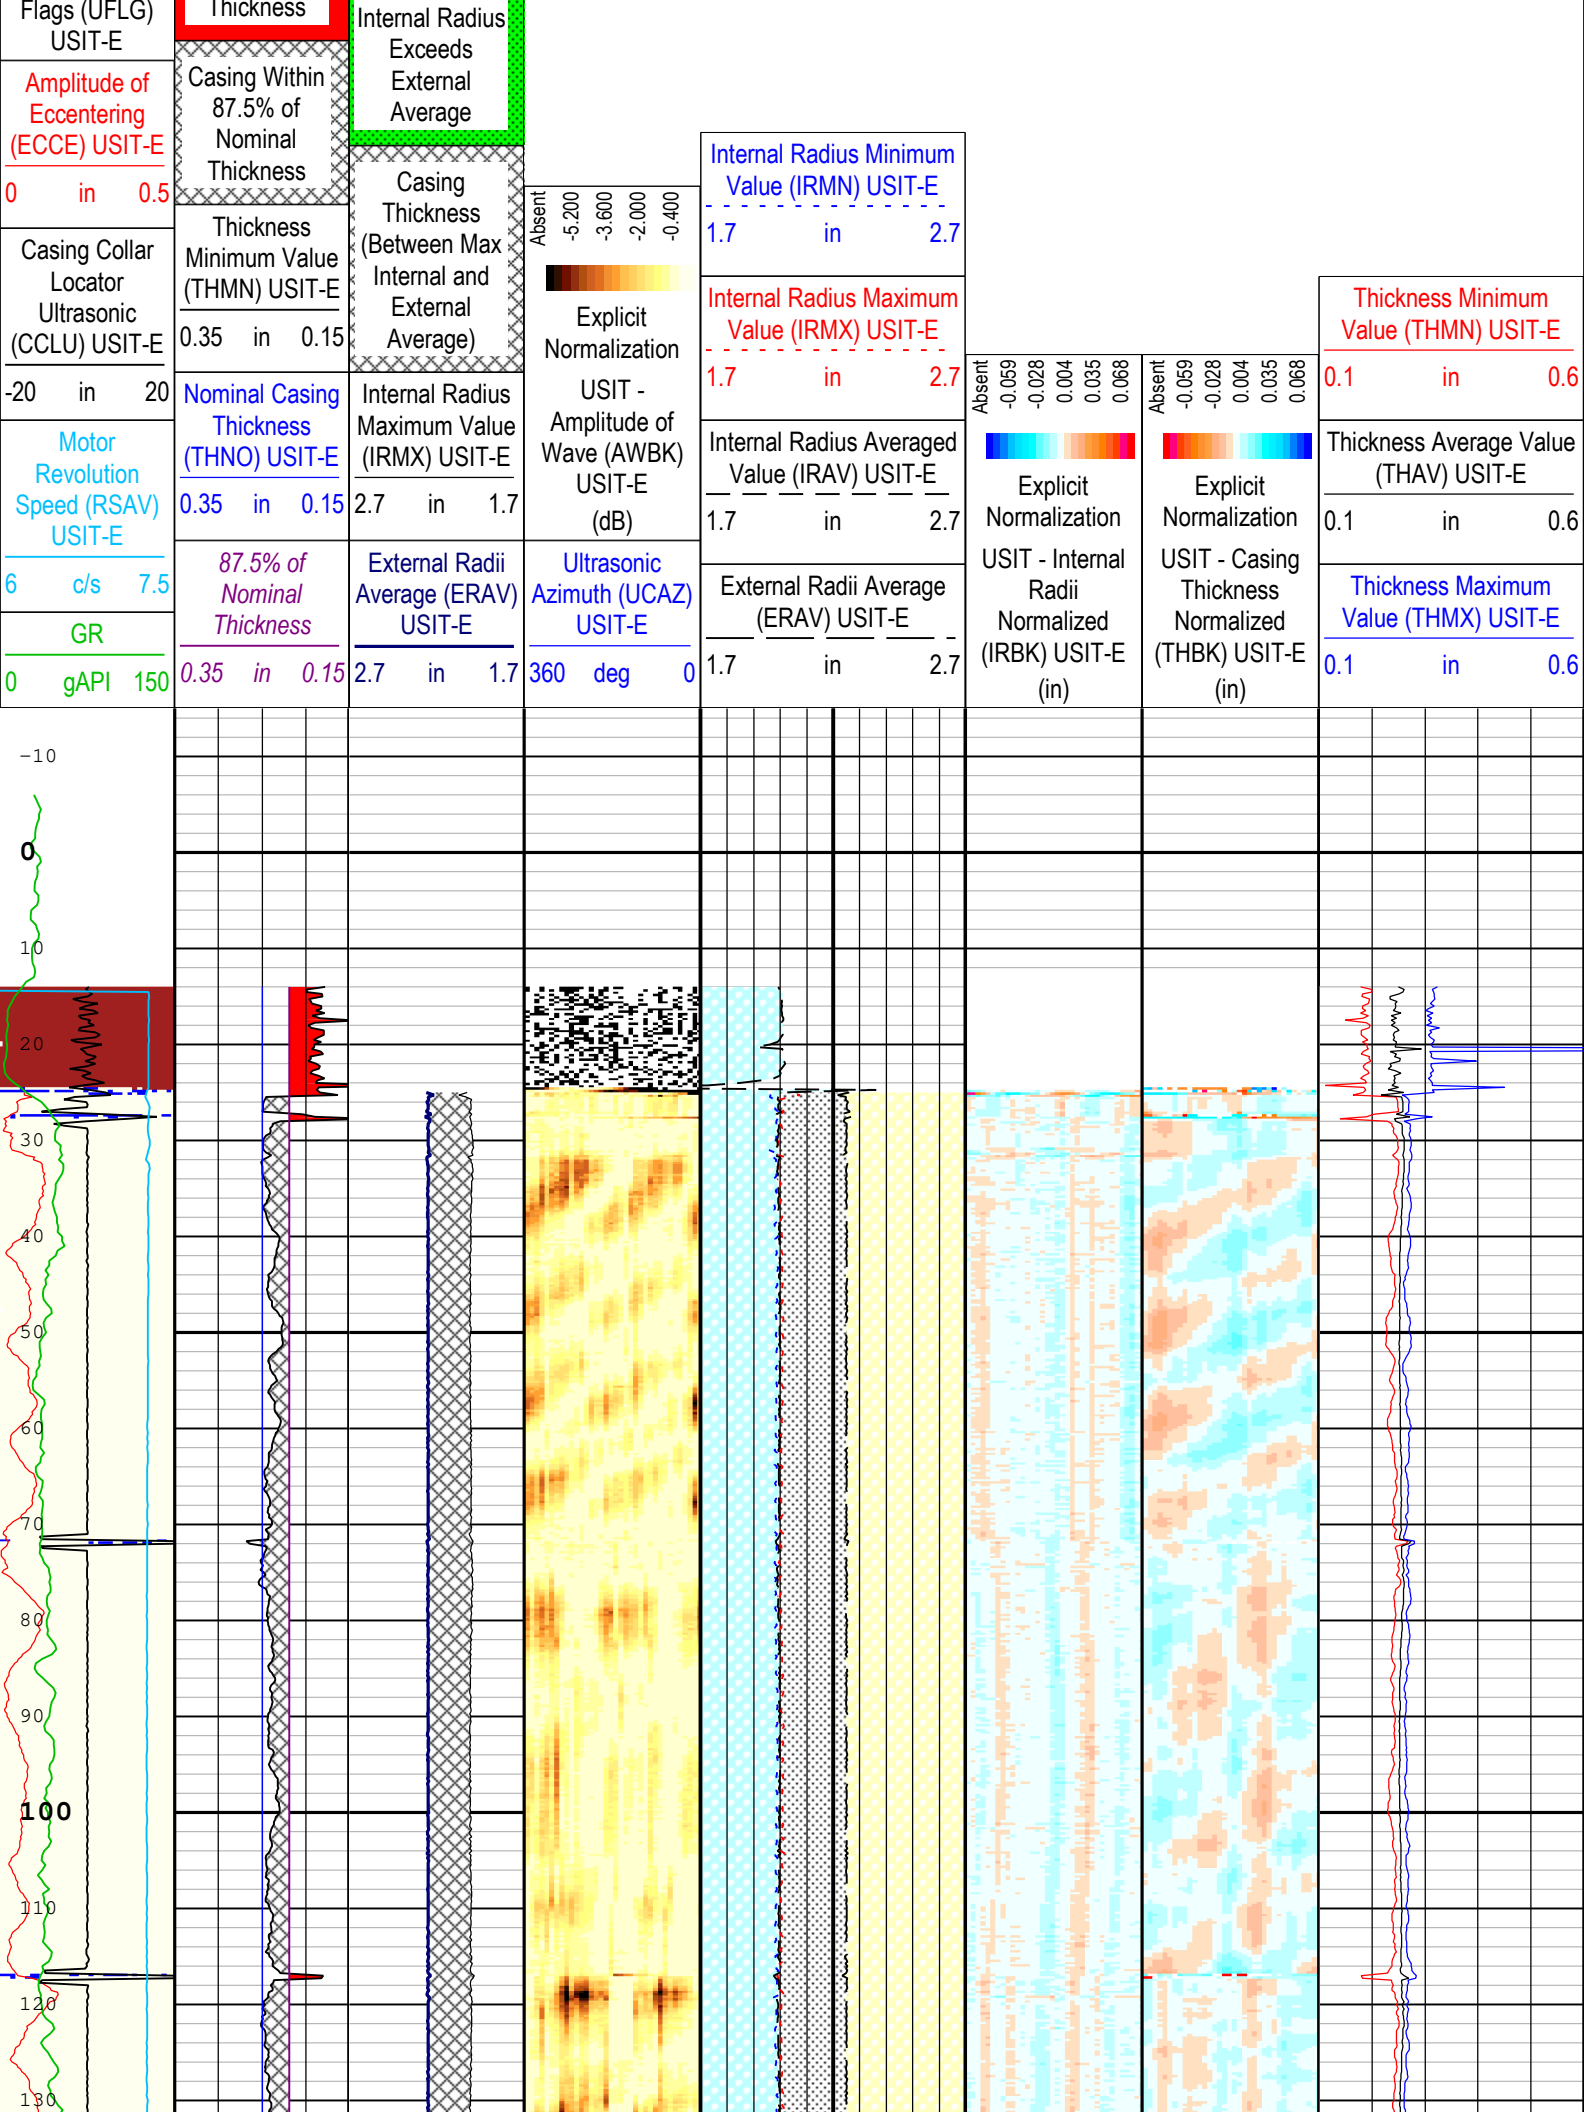 Flags (UFLG)
USIT-E
Amplitude of
Eccentering
(ECCE) USIT-E
0 in 0.5
Casing Collar
Locator
Ultrasonic
(CCLU) USIT-E
-20 in 20
Motor
Revolution
Speed (RSAV)
USIT-E
6 c/s 7.5
GR
0 gAPI 150
Thickness
Casing Within
87.5% of
Nominal
Thickness
Thickness
Minimum Value
(THMN) USIT-E
0.35 in 0.15
Nominal Casing
Thickness
(THNO) USIT-E
0.35 in 0.15
87.5% of
Nominal
Thickness
0.35 in 0.15
Internal Radius
Exceeds
External
Average
Casing
Thickness
(Between Max
Internal and
External
Average)
Internal Radius
Maximum Value
(IRMX) USIT-E
2.7 in 1.7
External Radii
Average (ERAV)
USIT-E
2.7 in 1.7
Absent
-5.200
-3.600
-2.000
-0.400
Explicit
Normalization
USIT -
Amplitude of
Wave (AWBK)
USIT-E
(dB)
Ultrasonic
Azimuth (UCAZ)
USIT-E
360 deg 0
Internal Radius Minimum
Value (IRMN) USIT-E
1.7 in 2.7
Internal Radius Maximum
Value (IRMX) USIT-E
1.7 in 2.7
Internal Radius Averaged
Value (IRAV) USIT-E
1.7 in 2.7
External Radii Average
(ERAV) USIT-E
1.7 in 2.7
Absent
-0.059
-0.028
0.004
0.035
0.068
Explicit
Normalization
USIT - Internal
Radii
Normalized
(IRBK) USIT-E
(in)
Absent
-0.059
-0.028
0.004
0.035
0.068
Explicit
Normalization
USIT - Casing
Thickness
Normalized
(THBK) USIT-E
(in)
Thickness Minimum
Value (THMN) USIT-E
0.1 in 0.6
Thickness Average Value
(THAV) USIT-E
0.1 in 0.6
Thickness Maximum
Value (THMX) USIT-E
0.1 in 0.6
-10
0
10
20
30
40
50
60
70
80
90
100
110
120
130